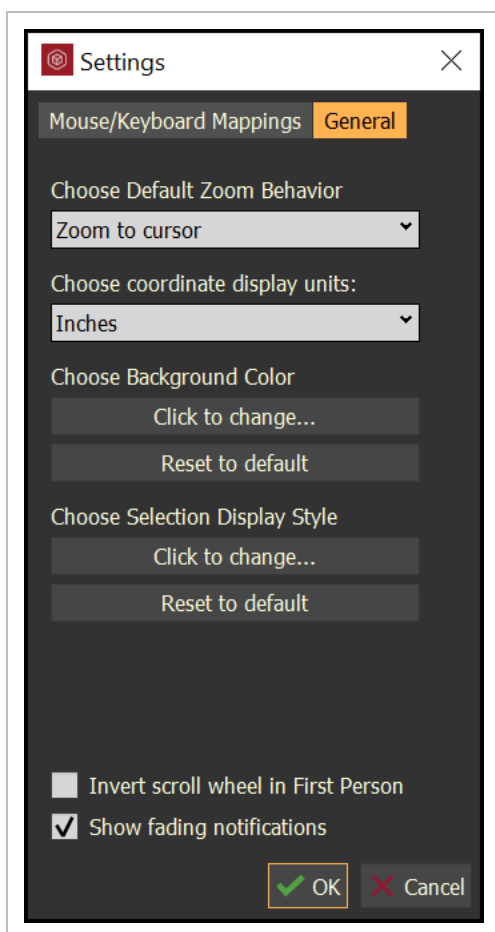 Settings
Mouse/Keyboard Mappings General
Choose Default Zoom Behavior
Zoom to cursor
Choose coordinate display units:
Inches
Choose Background Color
Click to change...
Reset to default
Choose Selection Display Style
Click to change...
Reset to default
Invert scroll wheel in First Person
Show fading notifications
OK Cancel